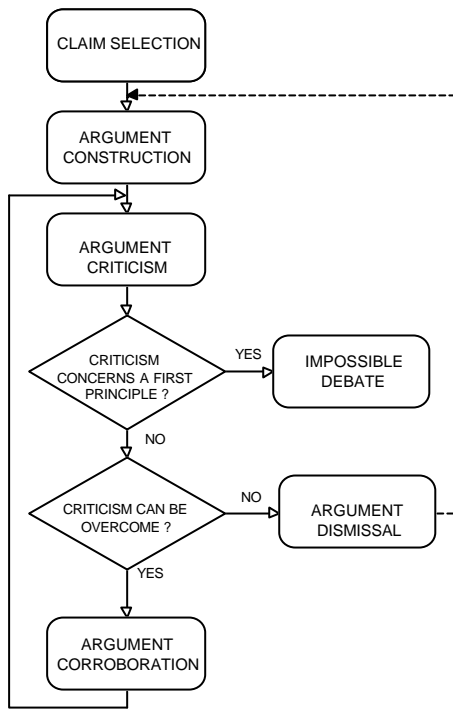 CLAIM SELECTION
ARGUMENT
CONSTRUCTION
ARGUMENT
CRITICISM
CRITICISM
CONCERNS A FIRST
PRINCIPLE ?
YES
IMPOSSIBLE
DEBATE
NO
CRITICISM CAN BE
OVERCOME ?
NO
ARGUMENT
DISMISSAL
YES
ARGUMENT
CORROBORATION